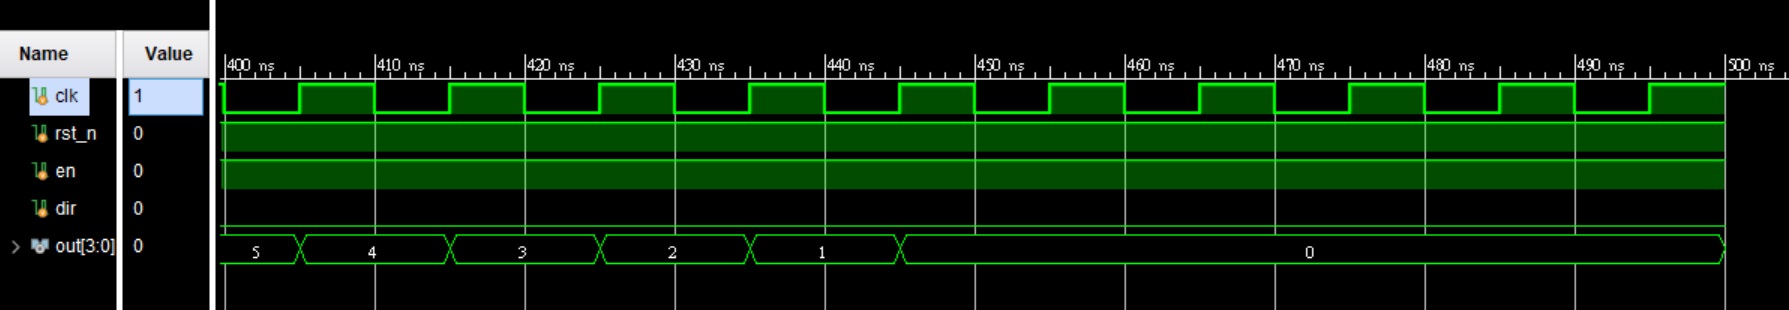 Name Value
400 ns 410 ns 420 ns 430 ns 440 ns 450 ns 460 ns 470 ns 480 ns 490 ns 500 ns
clk 1
rst_n 0
en 0
dir 0
out[3:0] 0 5 4 3 2 1 0